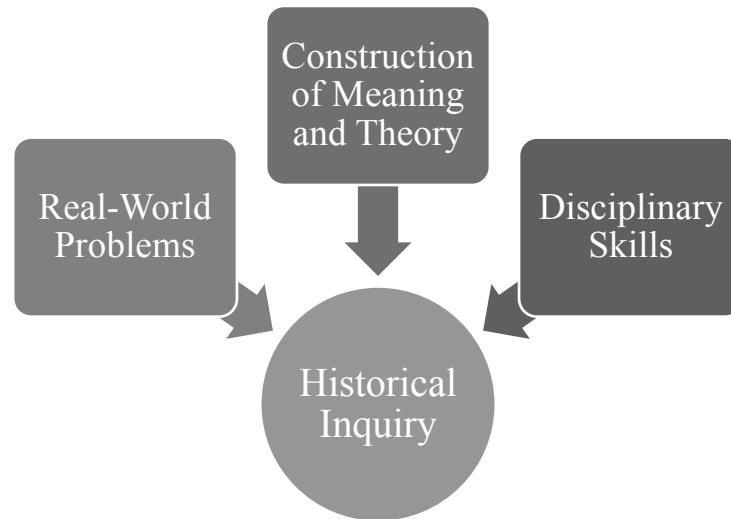 Construction
of Meaning
and Theory
Real-World
Problems
Disciplinary
Skills
Historical
Inquiry